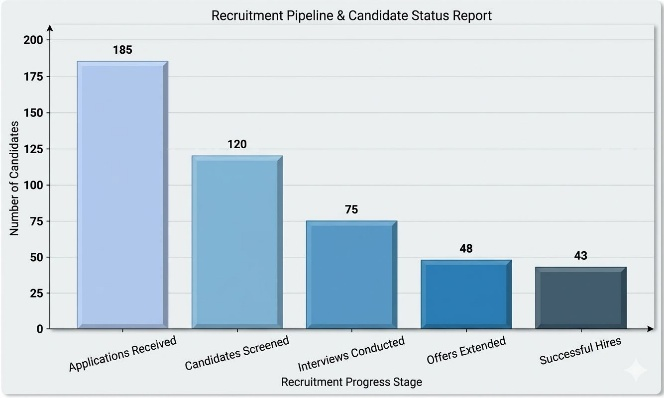 Recruitment Pipeline & Candidate Status Report
Number of Candidates
200
175
150
125
100
75
50
25
0
185
120
75
48
43
Applications Received
Candidates Screened
Interviews Conducted
Offers Extended
Successful Hires
Recruitment Progress Stage